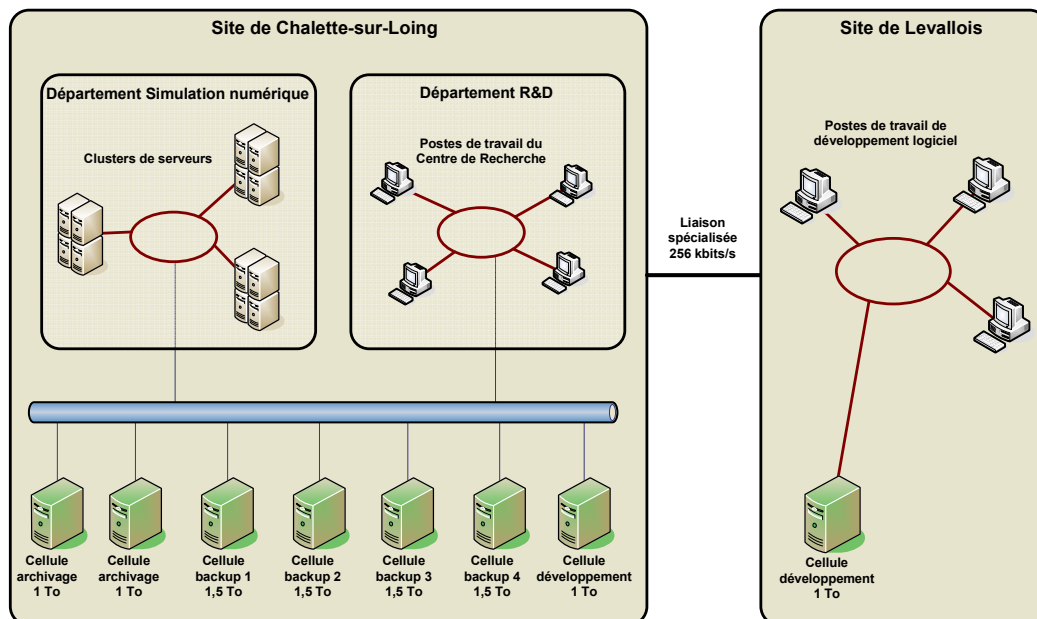 Site de Chalette-sur-Loing
Département Simulation numérique
Clusters de serveurs
Département R&D
Postes de travail du
Centre de Recherche
Liaison
spécialisée
256 kbits/s
Site de Levallois
Postes de travail de
développement logiciel
Cellule
archivage
1 To
Cellule
archivage
1 To
Cellule
backup 1
1,5 To
Cellule
backup 2
1,5 To
Cellule
backup 3
1,5 To
Cellule
backup 4
1,5 To
Cellule
développement
1 To
Cellule
développement
1 To